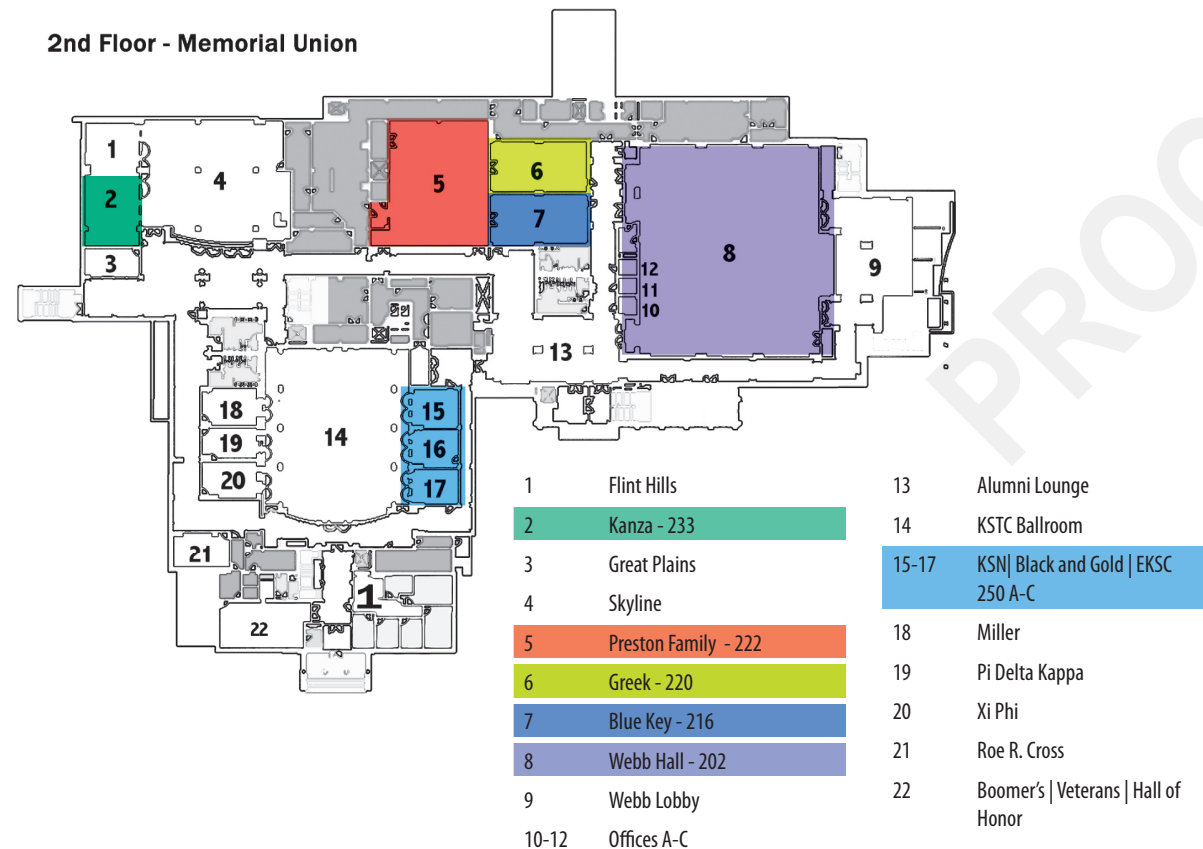 2nd Floor - Memorial Union
1
2
3
4
5
6
7
8
9
12
11
10
13
14
15
16
17
18
19
20
21
22
1
PROO
1 Flint Hills
2 Kanza - 233
3 Great Plains
4 Skyline
5 Preston Family - 222
6 Greek - 220
7 Blue Key - 216
8 Webb Hall - 202
9 Webb Lobby
10-12 Offices A-C
13 Alumni Lounge
14 KSTC Ballroom
15-17 KSN| Black and Gold | EKSC
250 A-C
18 Miller
19 Pi Delta Kappa
20 Xi Phi
21 Roe R. Cross
22 Boomer's | Veterans | Hall of
Honor